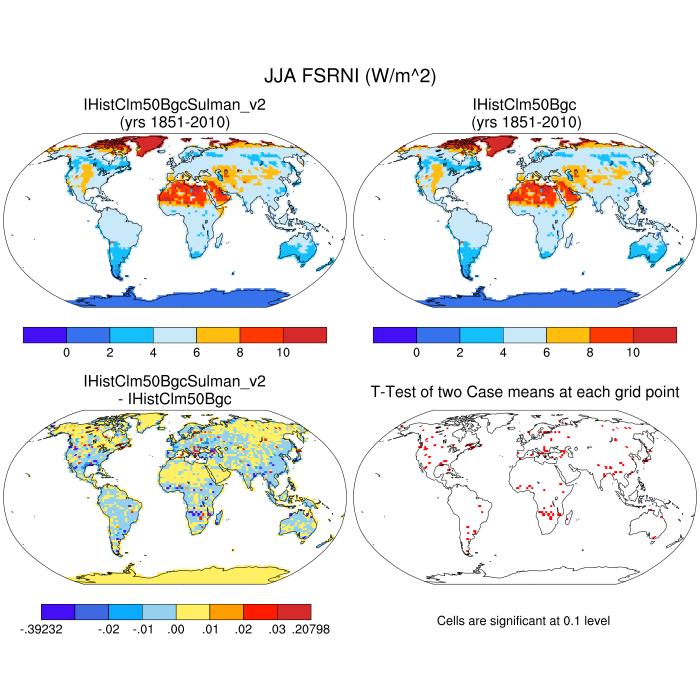 JJA FSRNI (W/m^2)
IHistClm50BgcSulman_v2
(yrs 1851-2010)
IHistClm50Bgc
(yrs 1851-2010)
0 2 4 6 8 10
0 2 4 6 8 10
IHistClm50BgcSulman_v2
- IHistClm50Bgc
T-Test of two Case means at each grid point
-.39232 -.02 -.01 .00 .01 .02 .03 .20798
Cells are significant at 0.1 level